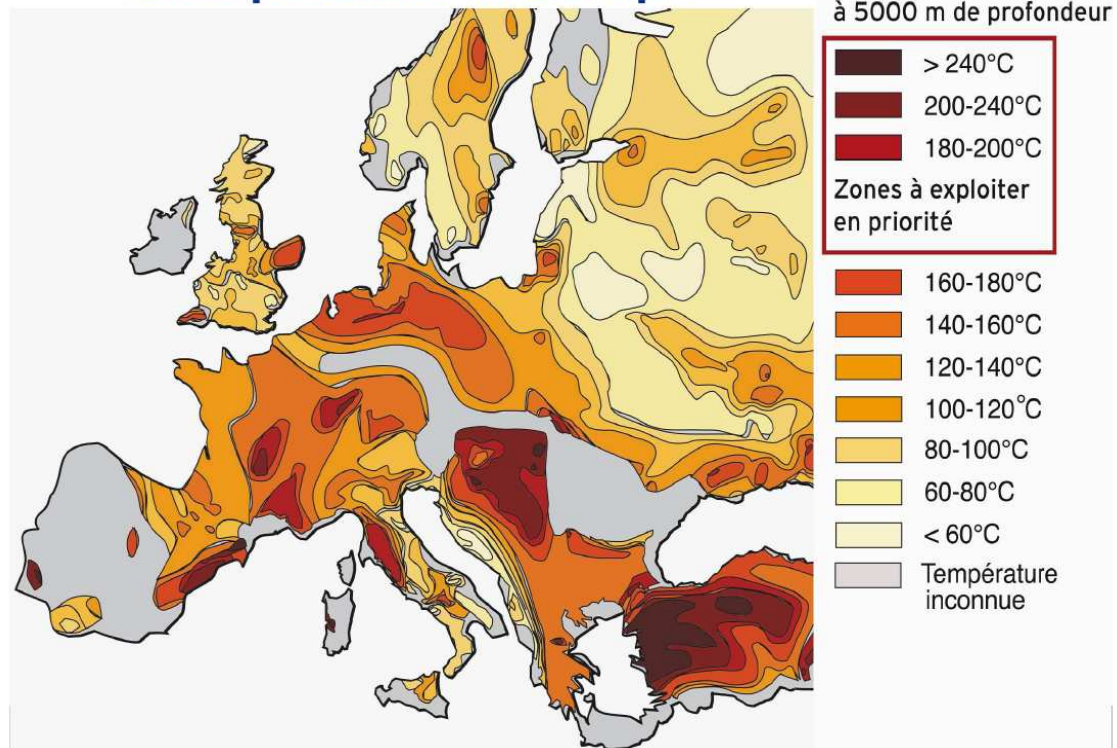 à 5000 m de profondeur
> 240°C
200-240°C
180-200°C
Zones à exploiter
en priorité
160-180°C
140-160°C
120-140°C
100-120°C
80-100°C
60-80°C
< 60°C
Température
inconnue